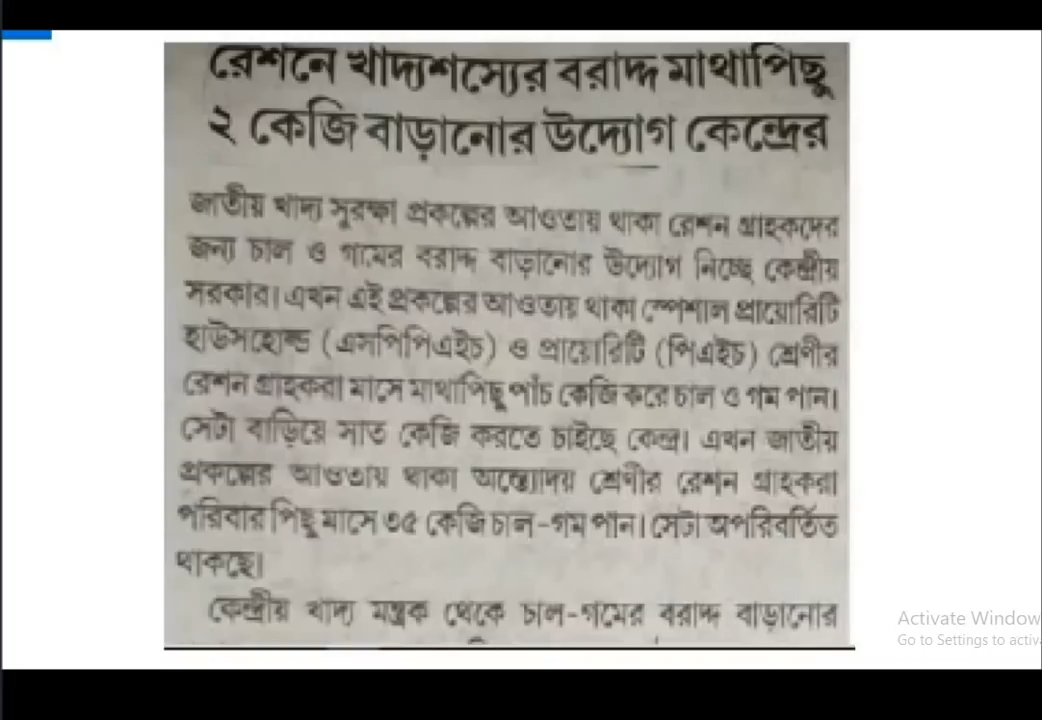 রেশনে খাদ্যশস্যের বরাদ্দ মাথাপিছু
২ কেজি বাড়ানোর উদ্যোগ কেন্দ্রের
জাতীয় খাদ্য সুরক্ষা প্রকল্পের আওতায় থাকা রেশন গ্রাহকদের
জন্য চাল ও গমের বরাদ্দ বাড়ানোর উদ্যোগ নিচ্ছে কেন্দ্রীয়
সরকার। এখন এই প্রকল্পের আওতায় থাকা স্পেশাল প্রায়োরিটি
হাউসহোল্ড (এসপিপিএইচ) ও প্রায়োরিটি (পিএইচ) শ্রেণীর
রেশন গ্রাহকরা মাসে মাথাপিছু পাঁচ কেজি করে চাল ও গম পান।
সেটা বাড়িয়ে সাত কেজি করতে চাইছে কেন্দ্র। এখন জাতীয়
প্রকল্পের আওতায় থাকা অন্ত্যোদয় শ্রেণীর রেশন গ্রাহকরা
পরিবার পিছু মাসে ৩৫ কেজি চাল-গম পান। সেটা অপরিবর্তিত
থাকছে।
কেন্দ্রীয় খাদ্য মন্ত্রক থেকে চাল-গমের বরাদ্দ বাড়ানোর
Activate Window
Go to Settings to activ